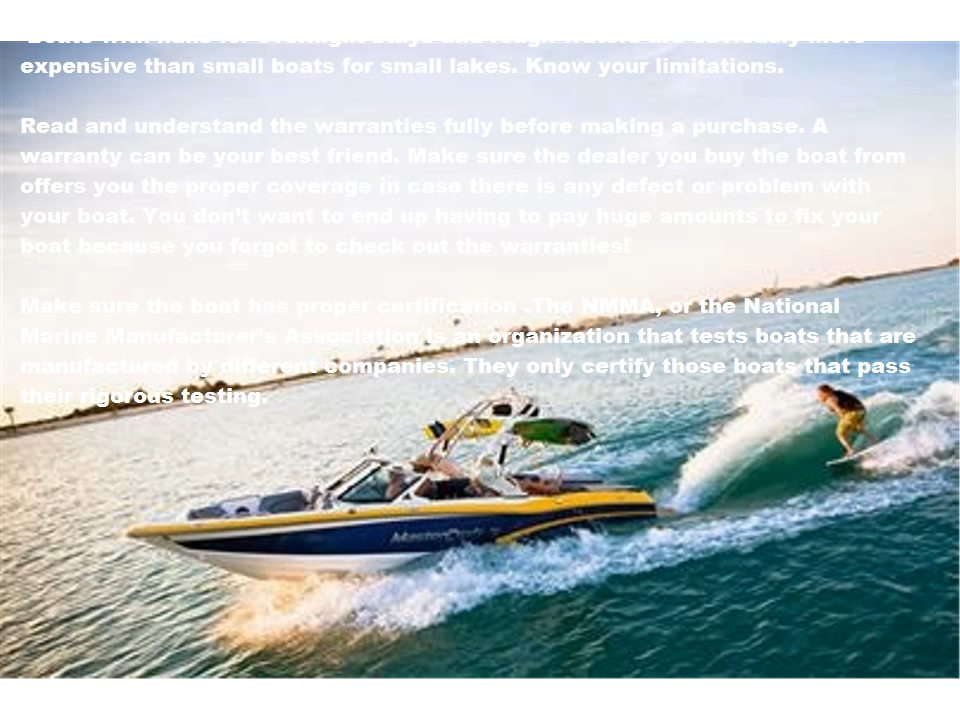 expensive than small boats for small lakes. Know your limitations.
Read and understand the warranties fully before making a purchase. A
warranty can be your best friend. Make sure the dealer you buy the boat from
offers you the proper coverage in case there is any defect or problem with
your boat. You don’t want to end up having to pay huge amounts to fix your
boat because you forgot to check out the warranties!
Make sure the boat has proper certification .The NMMA, or the National
Marine Manufacturer's Association is an organization that tests boats that are
manufactured by different companies. They only certify those boats that pass
their rigorous testing.
MasterCraft